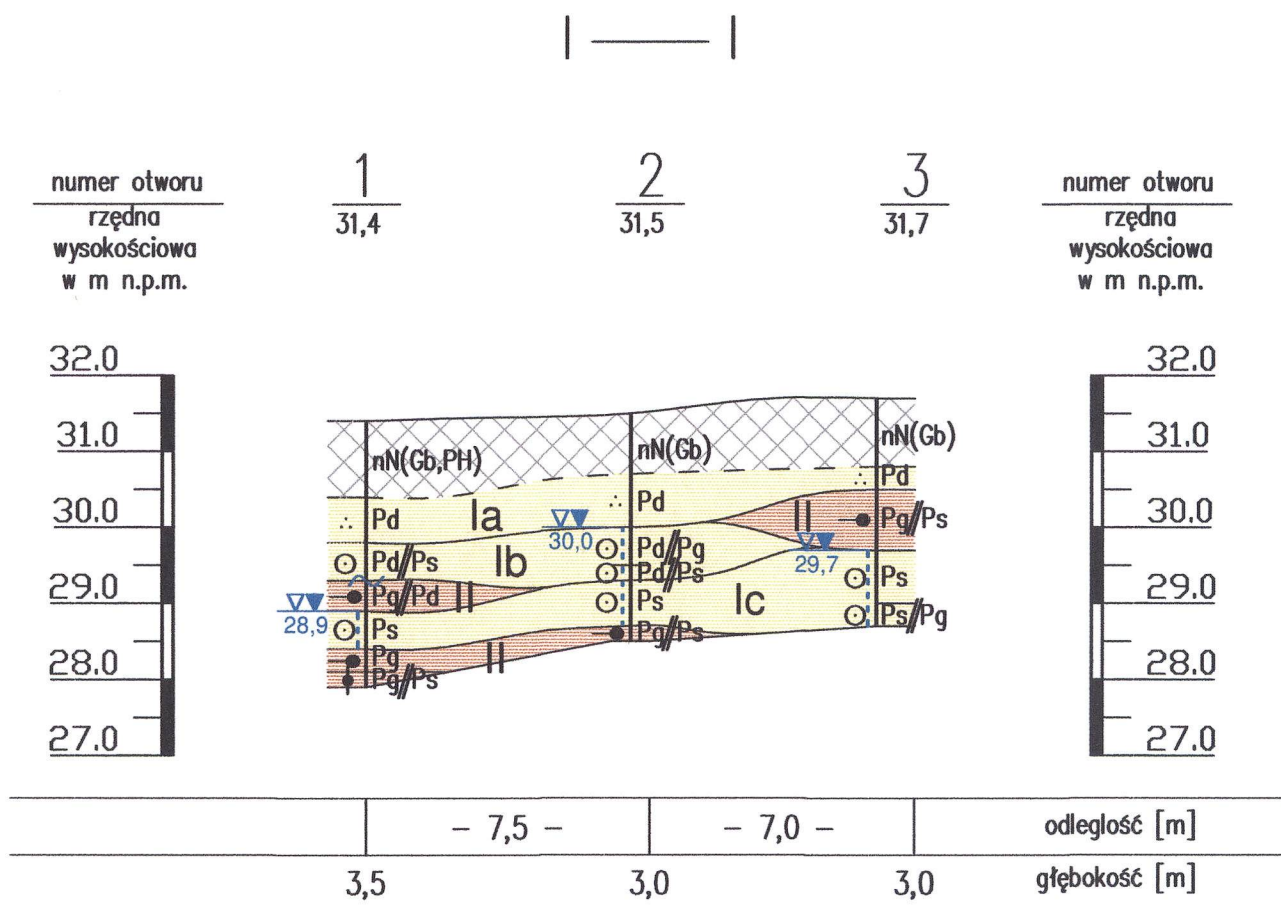 | —— |
1
2
3
numer otworu
31,4
31,5
31,7
numer otworu
rzędna
wysokościowa
w m n.p.m.
rzędna
wysokościowa
w m n.p.m.
32.0
31.0
30.0
29.0
28.0
27.0
nN(Gb,PH)
Pd
Pd//Ps
Pg//Pd
Ps
Pg
Pg//Ps
28,9
Ia
Ib
II
II
nN(Gb)
Pd
30,0
Pd//Pg
Pd//Ps
Ps
Pg//Ps
Ic
II
29,7
nN(Gb)
Pd
Pg//Ps
Ps
Ps//Pg
32.0
31.0
30.0
29.0
28.0
27.0
– 7,5 –
– 7,0 –
odleglość [m]
3,5
3,0
3,0
głębokość [m]